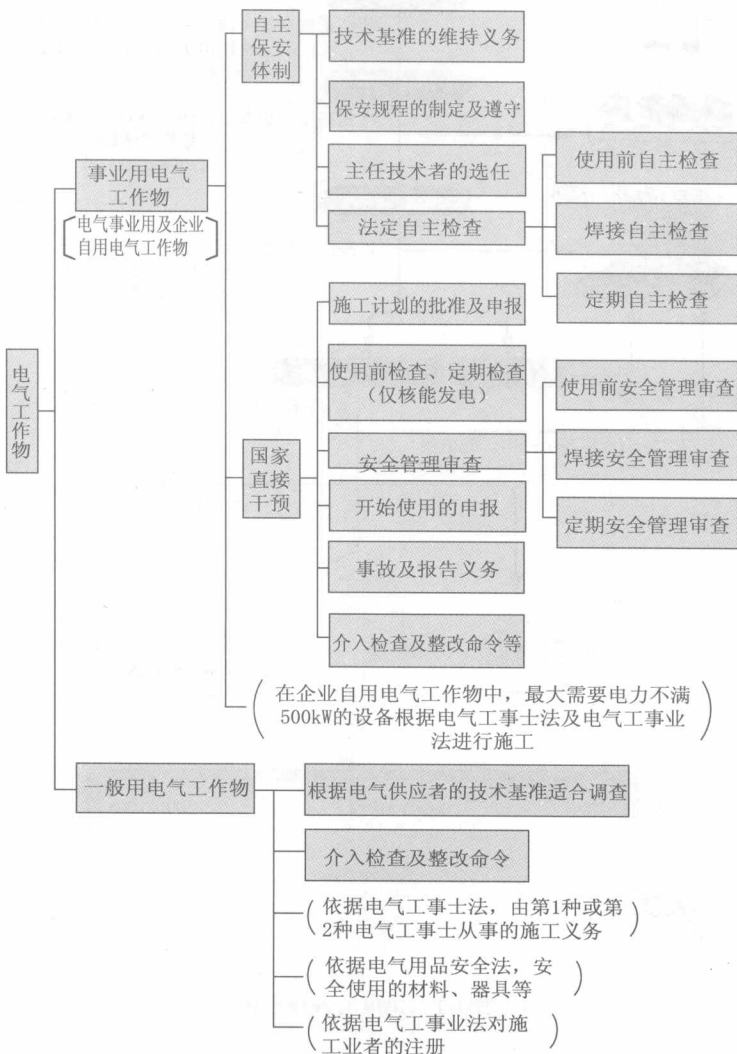 自主
保安
体制
技术基准的维持义务
保安规程的制定及遵守
主任技术者的选任
法定自主检查
使用前自主检查
焊接自主检查
定期自主检查
事业用电气
工作物
电气事业用及企业
自用电气工作物
电气工作物
国家
直接
干预
施工计划的批准及申报
使用前检查、定期检查
（仅核能发电）
安全管理审查
开始使用的申报
事故及报告义务
介入检查及整改命令等
使用前安全管理审查
焊接安全管理审查
定期安全管理审查
（在企业自用电气工作物中，最大需要电力不满
500kW的设备根据电气工事士法及电气工事业
法进行施工）
一般用电气工作物
根据电气供应者的技术基准适合调查
介入检查及整改命令
（依据电气工事士法，由第1种或第
2种电气工事士从事的施工义务）
（依据电气用品安全法，安
全使用的材料、器具等）
（依据电气工事业法对施
工业者的注册）